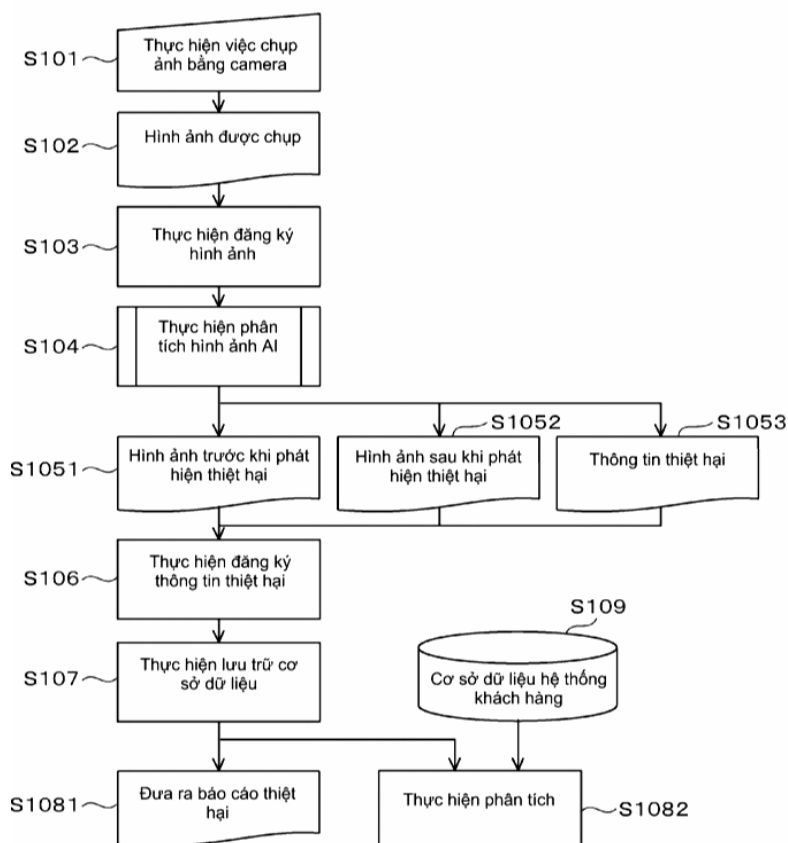 S101
Thực hiện việc chụp
ảnh bằng camera
S102
Hình ảnh được chụp
S103
Thực hiện đăng ký
hình ảnh
S104
Thực hiện phân
tích hình ảnh AI
S1052
S1053
S1051
Hình ảnh trước khi phát
hiện thiệt hại
Hình ảnh sau khi phát
hiện thiệt hại
Thông tin thiệt hại
S106
Thực hiện đăng ký
thông tin thiệt hại
S109
S107
Thực hiện lưu trữ cơ
sở dữ liệu
Cơ sở dữ liệu hệ thống
khách hàng
S1081
Đưa ra báo cáo thiệt
hại
Thực hiện phân tích
S1082